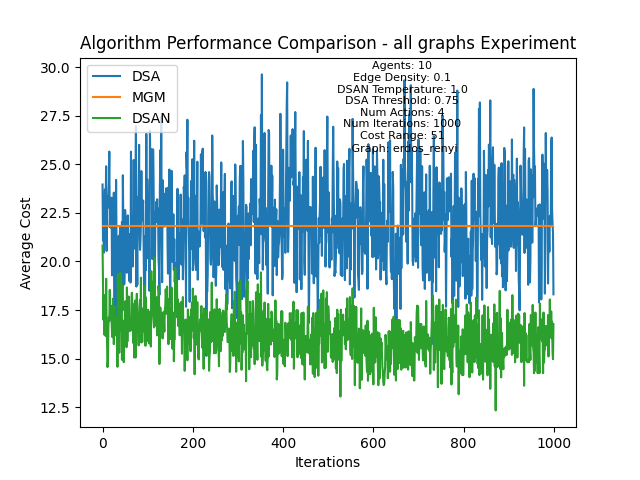 Algorithm Performance Comparison - all graphs Experiment
30.0
27.5
25.0
22.5
20.0
17.5
15.0
12.5
Average Cost
DSA
MGM
DSAN
Agents: 10
Edge Density: 0.1
DSAN Temperature: 1.0
DSA Threshold: 0.75
Num Actions: 4
Num Iterations: 1000
Cost Range: 51
Graph: erdos_renyi
0
200
400
600
800
1000
Iterations